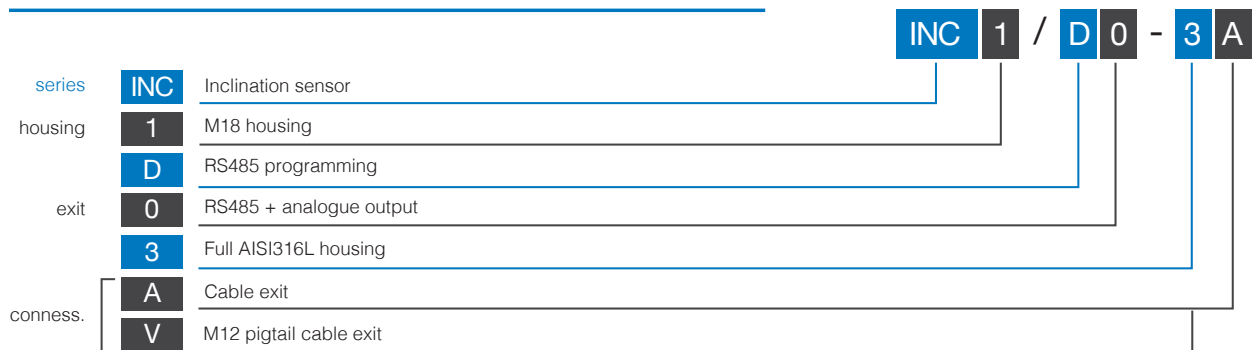 INC 1 / D 0 - 3 A
series INC Inclination sensor
housing 1 M18 housing
D RS485 programming
exit 0 RS485 + analogue output
3 Full AISI316L housing
A Cable exit
conness.
V M12 pigtail cable exit